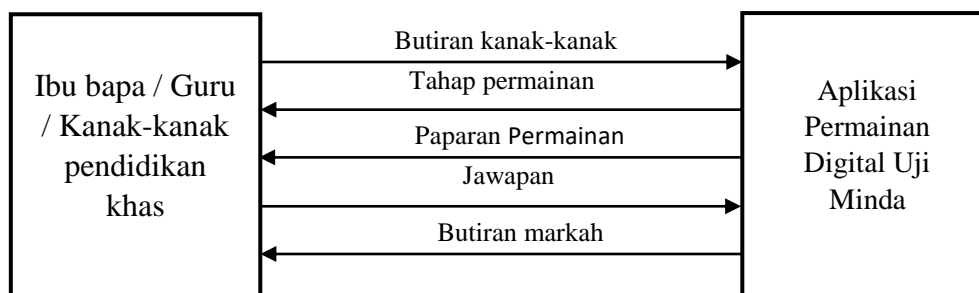 Ibu bapa / Guru
/ Kanak-kanak
pendidikan
khas
Butiran kanak-kanak
Tahap permainan
Paparan Permainan
Jawapan
Butiran markah
Aplikasi
Permainan
Digital Uji
Minda